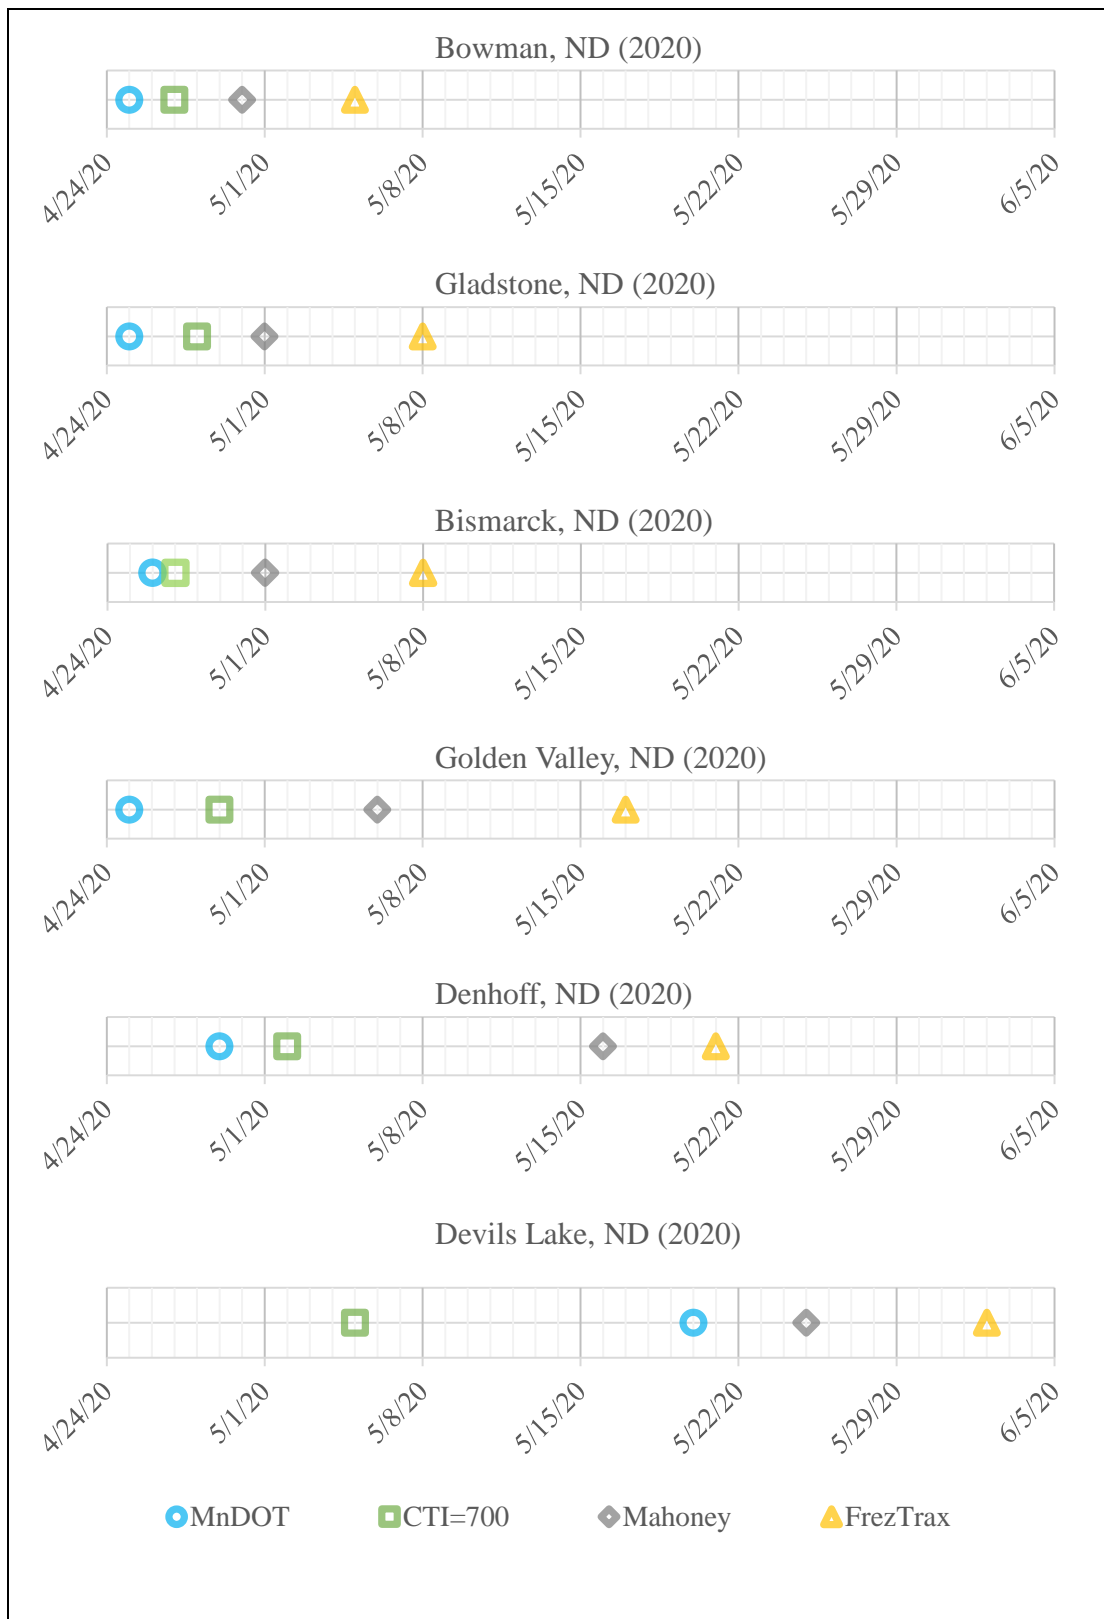 Bowman, ND (2020)
4/24/20 5/1/20 5/8/20 5/15/20 5/22/20 5/29/20 6/5/20
Gladstone, ND (2020)
4/24/20 5/1/20 5/8/20 5/15/20 5/22/20 5/29/20 6/5/20
Bismarck, ND (2020)
4/24/20 5/1/20 5/8/20 5/15/20 5/22/20 5/29/20 6/5/20
Golden Valley, ND (2020)
4/24/20 5/1/20 5/8/20 5/15/20 5/22/20 5/29/20 6/5/20
Denhoff, ND (2020)
4/24/20 5/1/20 5/8/20 5/15/20 5/22/20 5/29/20 6/5/20
Devils Lake, ND (2020)
4/24/20 5/1/20 5/8/20 5/15/20 5/22/20 5/29/20 6/5/20
MnDOT CTI=700 Mahoney FrezTrax